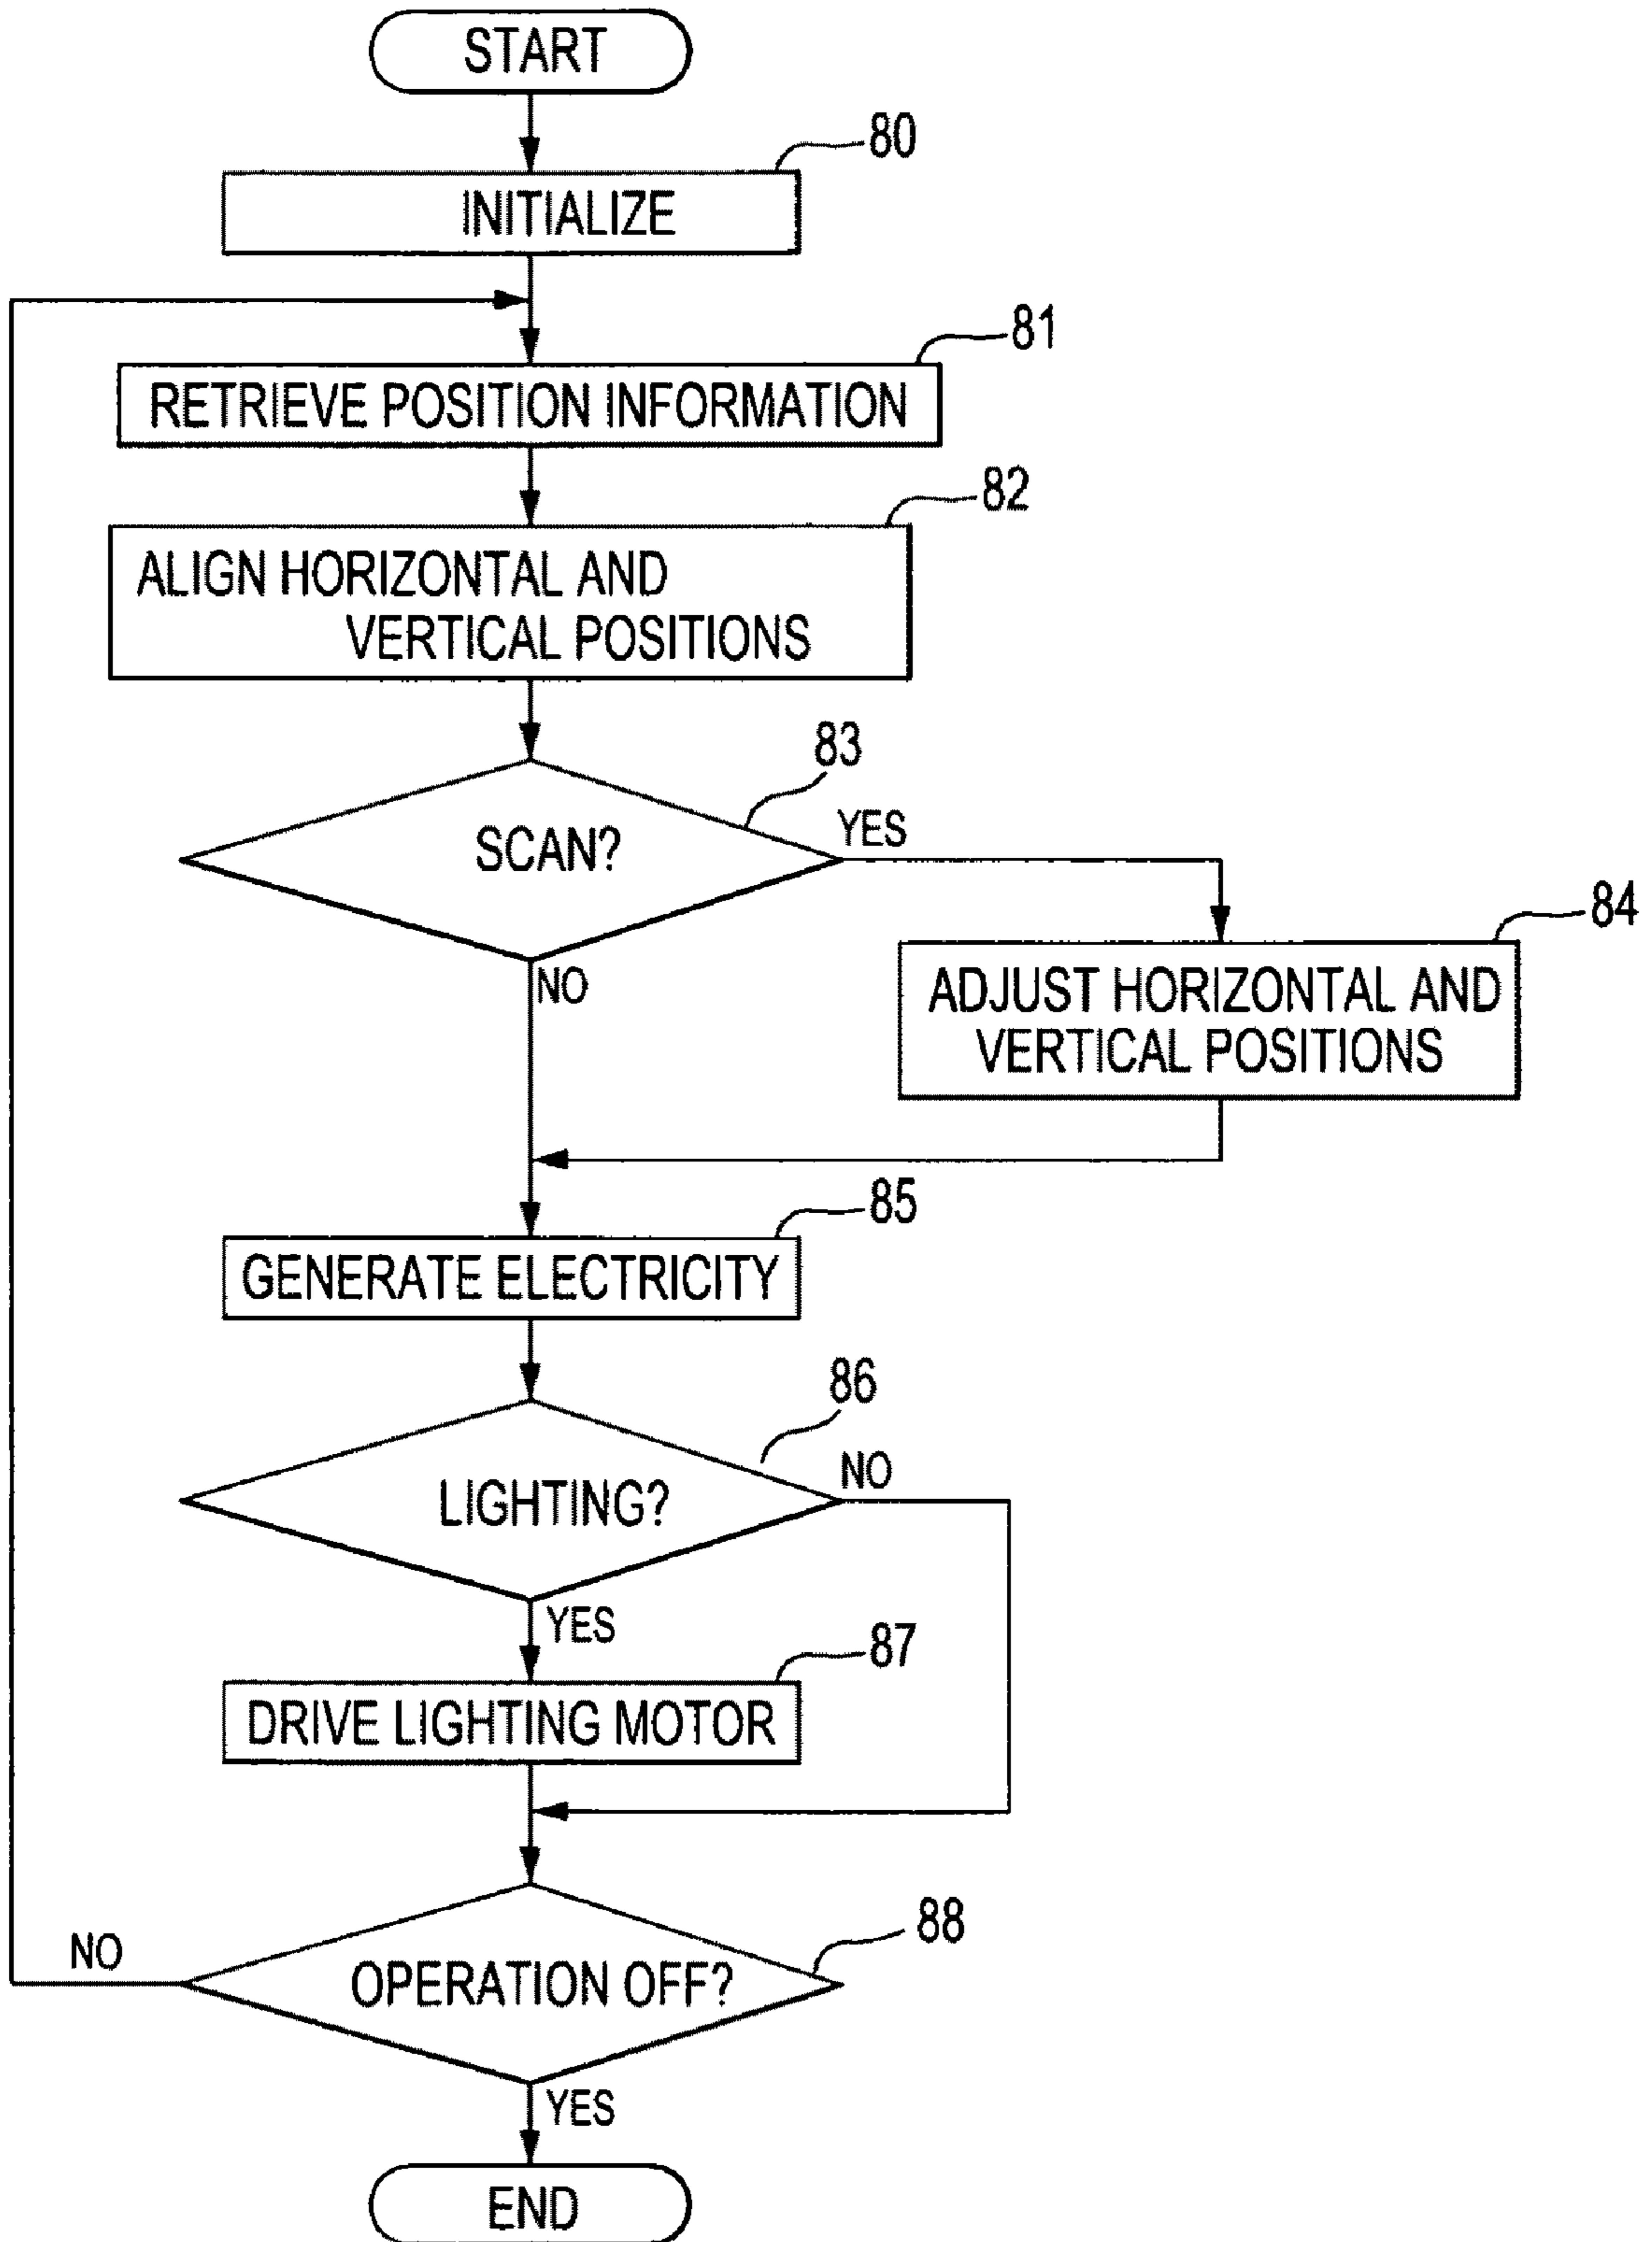 START
80
INITIALIZE
81
RETRIEVE POSITION INFORMATION
82
ALIGN HORIZONTAL AND
VERTICAL POSITIONS
83
SCAN?
YES
NO
84
ADJUST HORIZONTAL AND
VERTICAL POSITIONS
85
GENERATE ELECTRICITY
86
LIGHTING?
NO
YES
87
DRIVE LIGHTING MOTOR
88
OPERATION OFF?
NO
YES
END